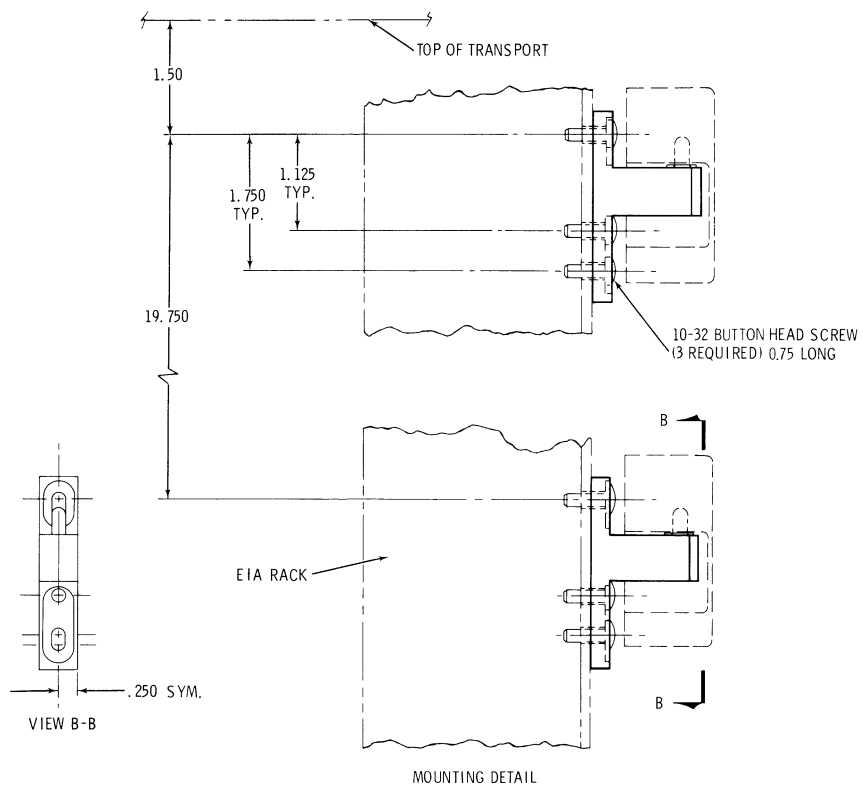 TOP OF TRANSPORT
1.50
1.125
TYP.
1.750
TYP.
19.750
10-32 BUTTON HEAD SCREW
(3 REQUIRED) 0.75 LONG
B
EIA RACK
.250 SYM.
B
VIEW B-B
MOUNTING DETAIL